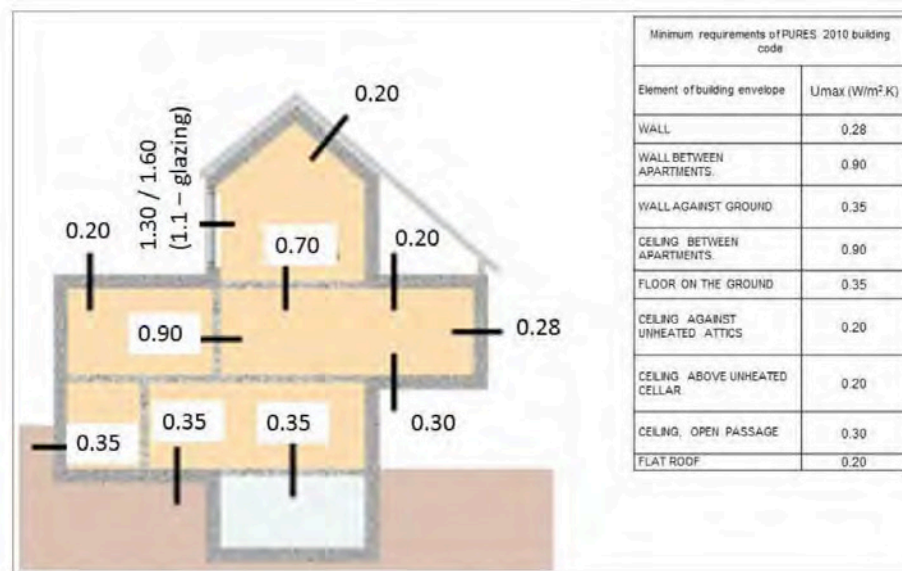 0.20
1.30 / 1.60
(1.1 – glazing)
0.20
0.70
0.20
0.90
0.28
0.35
0.35
0.35
0.30
Minimum requirements of PURES 2010 building
code
Element of building envelope Umax (W/m².K)
WALL 0.28
WALL BETWEEN
APARTMENTS. 0.90
WALL AGAINST GROUND 0.35
CEILING BETWEEN
APARTMENTS. 0.90
FLOOR ON THE GROUND 0.35
CEILING AGAINST
UNHEATED ATTICS 0.20
CEILING ABOVE UNHEATED
CELLAR 0.20
CEILING, OPEN PASSAGE 0.30
FLAT ROOF 0.20